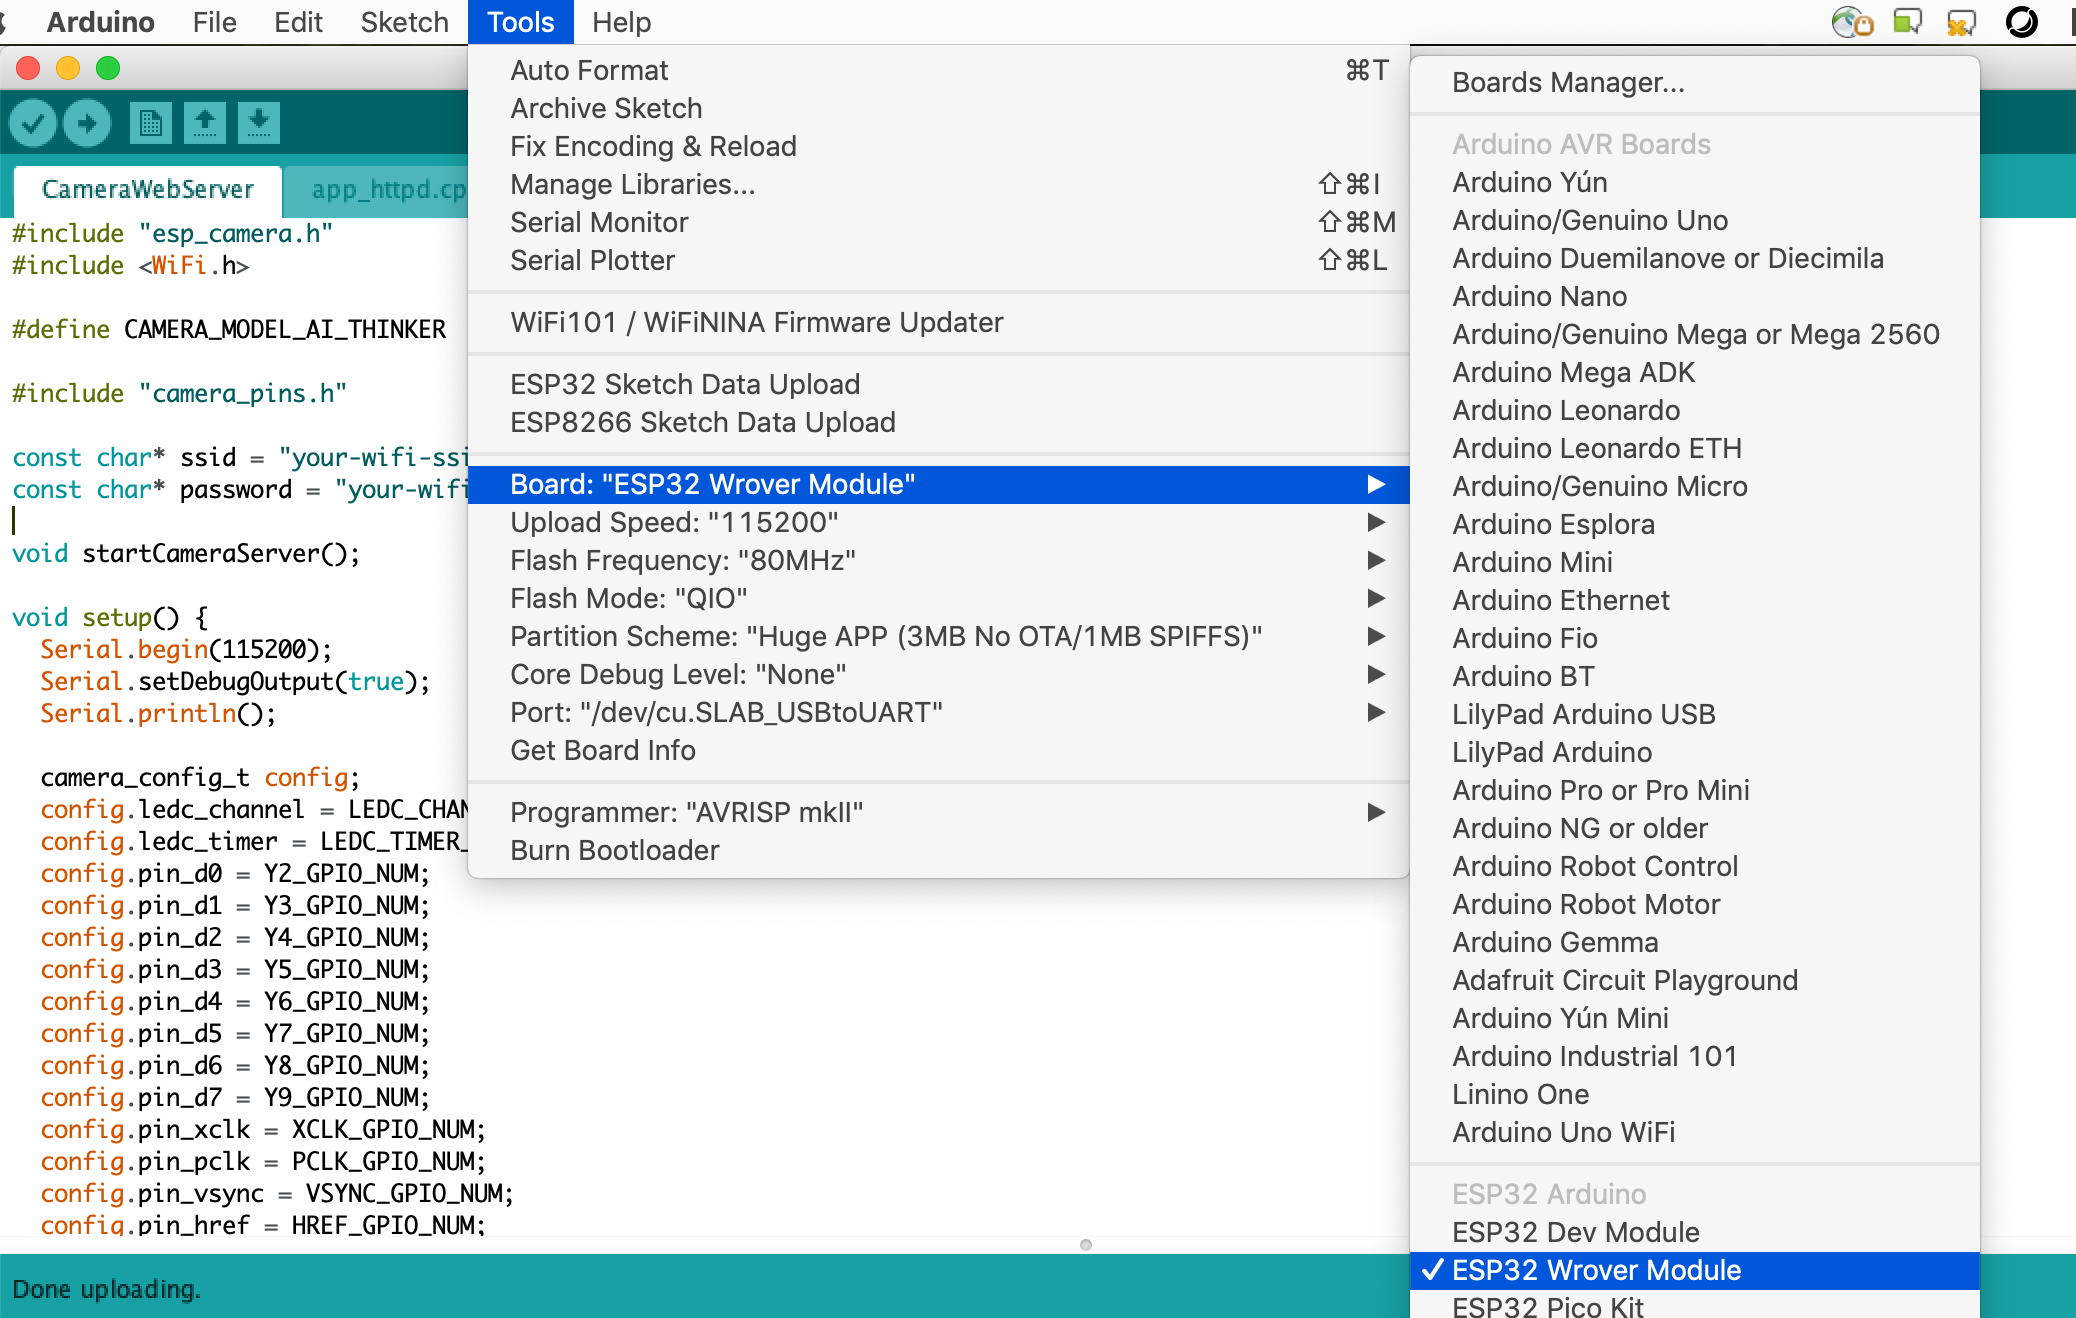 Arduino File Edit Sketch Tools Help
CameraWebServer app_httpd.cp
#include "esp_camera.h"
#include <WiFi.h>
#define CAMERA_MODEL_AI_THINKER
#include "camera_pins.h"
const char* ssid = "your-wifi-ssi
const char* password = "your-wifi
void startCameraServer();
void setup() {
Serial.begin(115200);
Serial.setDebugOutput(true);
Serial.println();
camera_config_t config;
config.ledc_channel = LEDC_CHAN
config.ledc_timer = LEDC_TIMER_
config.pin_d0 = Y2_GPIO_NUM;
config.pin_d1 = Y3_GPIO_NUM;
config.pin_d2 = Y4_GPIO_NUM;
config.pin_d3 = Y5_GPIO_NUM;
config.pin_d4 = Y6_GPIO_NUM;
config.pin_d5 = Y7_GPIO_NUM;
config.pin_d6 = Y8_GPIO_NUM;
config.pin_d7 = Y9_GPIO_NUM;
config.pin_xclk = XCLK_GPIO_NUM;
config.pin_pclk = PCLK_GPIO_NUM;
config.pin_vsync = VSYNC_GPIO_NUM;
config.pin_href = HREF_GPIO_NUM;
Done uploading.
Auto Format ⌘T
Archive Sketch
Fix Encoding & Reload
Manage Libraries... ⇧⌘I
Serial Monitor ⇧⌘M
Serial Plotter ⇧⌘L
WiFi101 / WiFiNINA Firmware Updater
ESP32 Sketch Data Upload
ESP8266 Sketch Data Upload
Board: "ESP32 Wrover Module"
Upload Speed: "115200"
Flash Frequency: "80MHz"
Flash Mode: "QIO"
Partition Scheme: "Huge APP (3MB No OTA/1MB SPIFFS)"
Core Debug Level: "None"
Port: "/dev/cu.SLAB_USBtoUART"
Get Board Info
Programmer: "AVRISP mkII"
Burn Bootloader
Boards Manager...
Arduino AVR Boards
Arduino Yún
Arduino/Genuino Uno
Arduino Duemilanove or Diecimila
Arduino Nano
Arduino/Genuino Mega or Mega 2560
Arduino Mega ADK
Arduino Leonardo
Arduino Leonardo ETH
Arduino/Genuino Micro
Arduino Esplora
Arduino Mini
Arduino Ethernet
Arduino Fio
Arduino BT
LilyPad Arduino USB
LilyPad Arduino
Arduino Pro or Pro Mini
Arduino NG or older
Arduino Robot Control
Arduino Robot Motor
Arduino Gemma
Adafruit Circuit Playground
Arduino Yún Mini
Arduino Industrial 101
Linino One
Arduino Uno WiFi
ESP32 Arduino
ESP32 Dev Module
✓ ESP32 Wrover Module
ESP32 Pico Kit